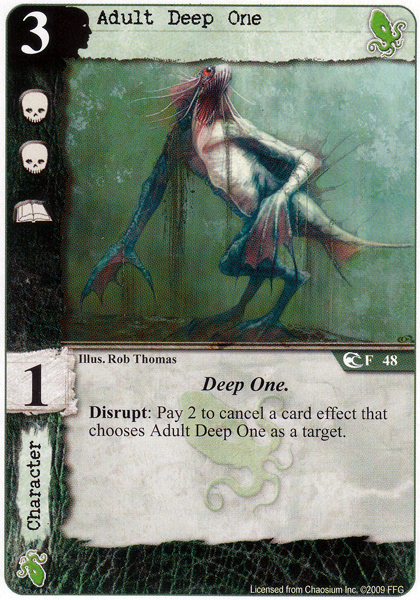 3
Adult Deep One
Illus. Rob Thomas
F 48
1
Deep One.
Disrupt: Pay 2 to cancel a card effect that
chooses Adult Deep One as a target.
Character
Licensed from Chaosium Inc. ©2009 FFG